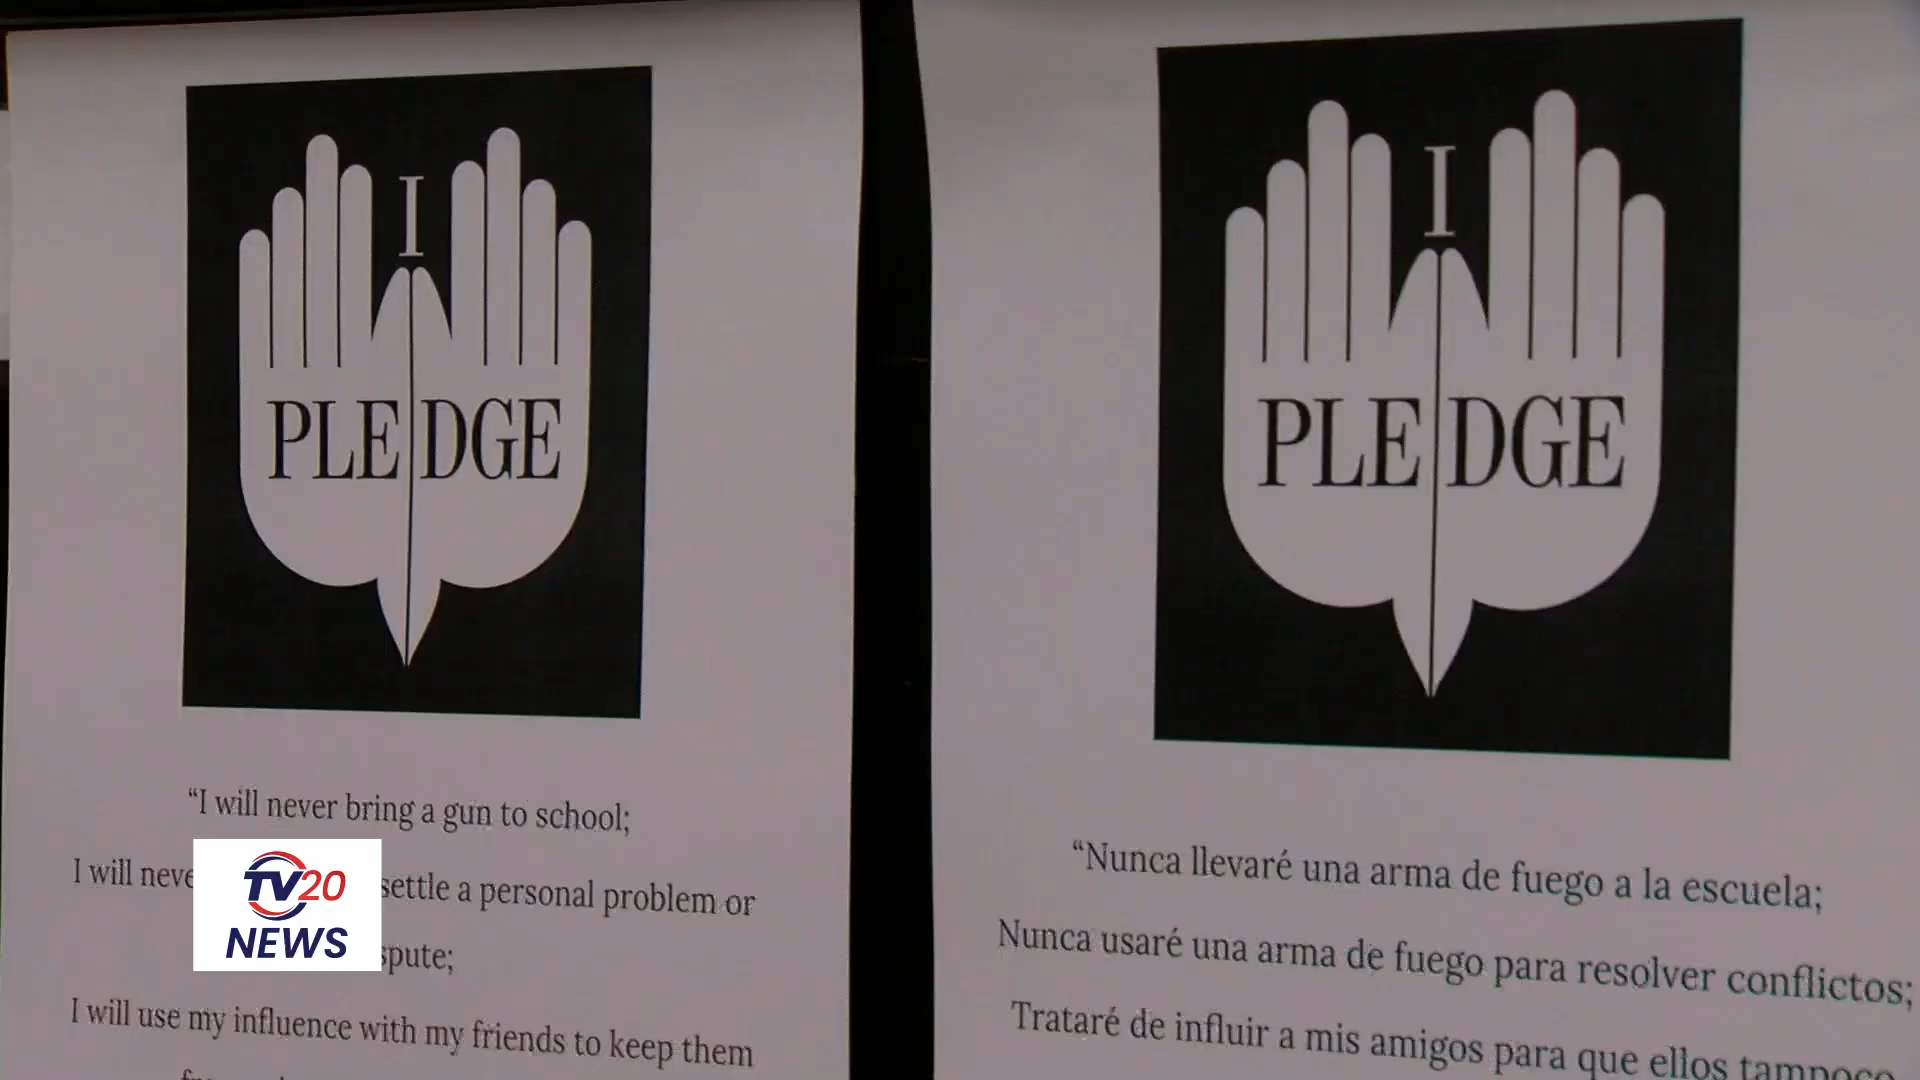 I
PLEDGE
“I will never bring a gun to school;
I will neve settle a personal problem or
spute;
I will use my influence with my friends to keep them
TV20
NEWS
I
PLEDGE
“Nunca llevaré una arma de fuego a la escuela;
Nunca usaré una arma de fuego para resolver conflictos;
Trataré de influir a mis amigos para que ellos tampoco